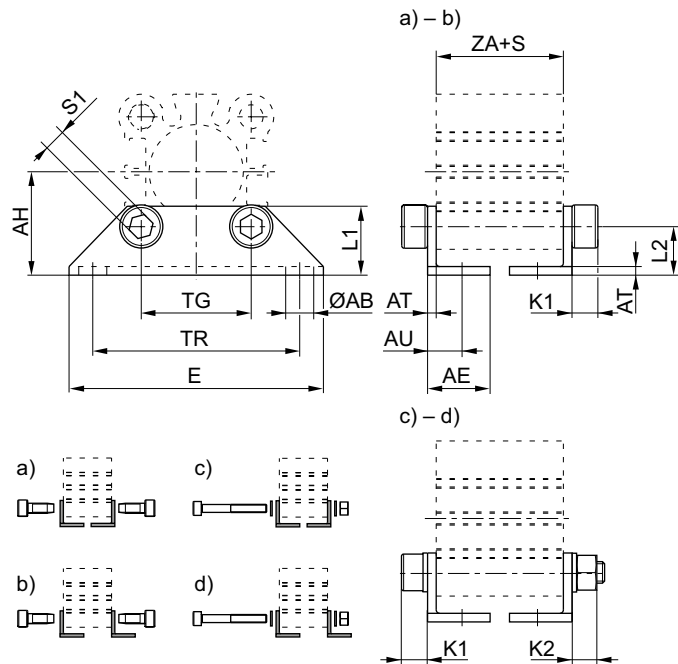 a) – b)
ZA+S
S1
AH
L1
L2
TG
ØAB
AT
K1
AT
TR
AU
E
AE
c) – d)
a)
c)
b)
d)
K1
K2